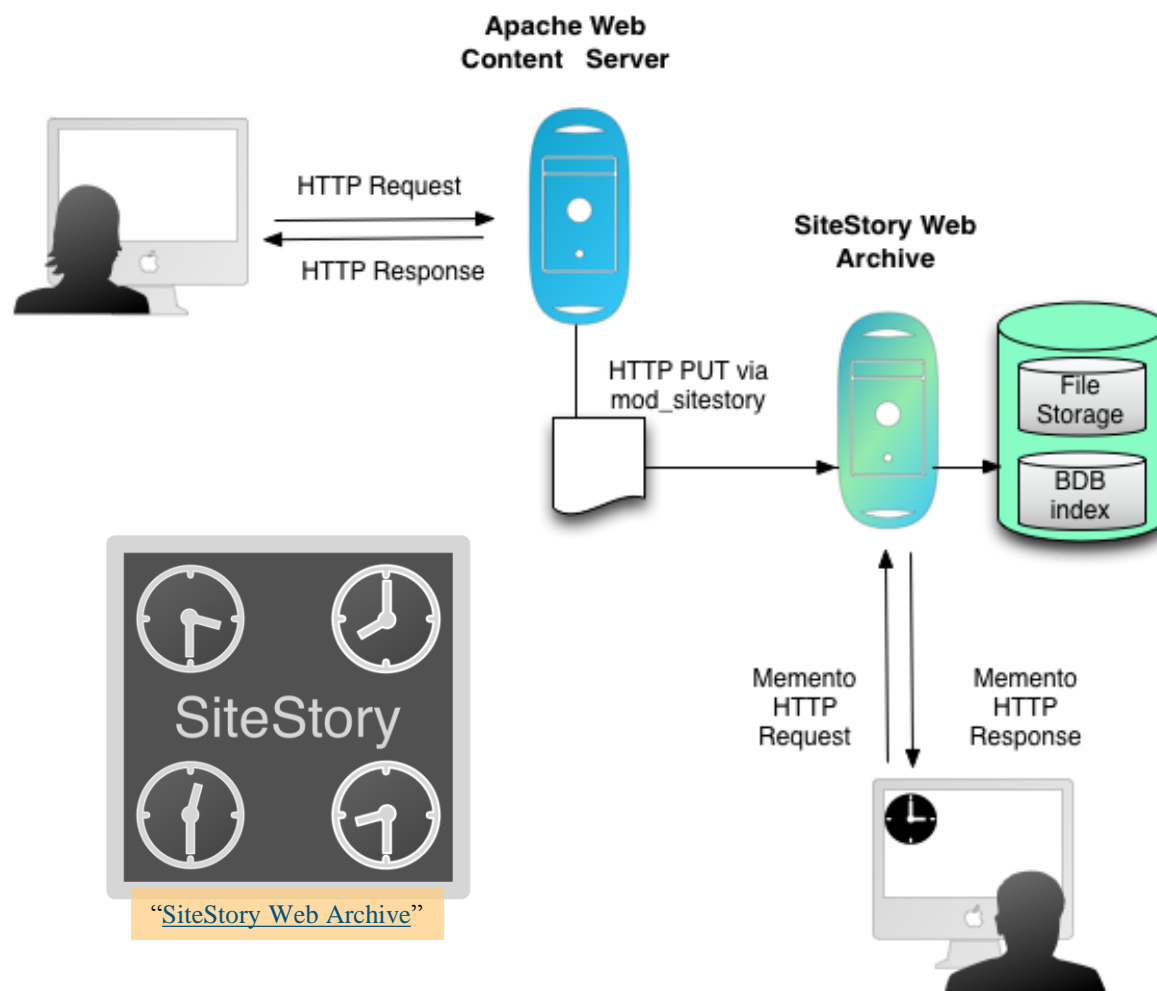 Apache Web
Content Server
HTTP Request
HTTP Response
SiteStory Web
Archive
HTTP PUT via
mod_sitestory
File
Storage
BDB
index
SiteStory
Memento
HTTP
Request
Memento
HTTP
Response
“SiteStory Web Archive”